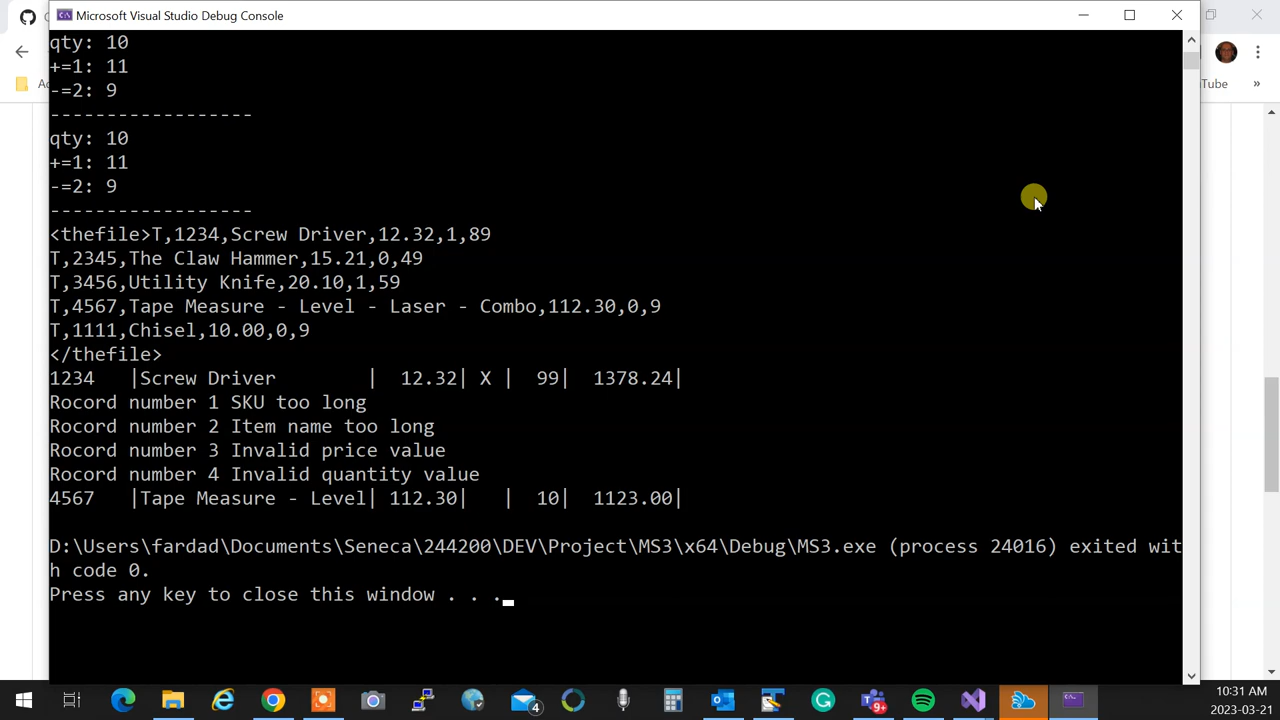 Microsoft Visual Studio Debug Console
qty: 10
+=1: 11
-=2: 9
------------------
qty: 10
+=1: 11
-=2: 9
------------------
<thefile>T,1234,Screw Driver,12.32,1,89
T,2345,The Claw Hammer,15.21,0,49
T,3456,Utility Knife,20.10,1,59
T,4567,Tape Measure - Level - Laser - Combo,112.30,0,9
T,1111,Chisel,10.00,0,9
</thefile>
1234   |Screw Driver        |  12.32| X |  99|  1378.24|
Rocord number 1 SKU too long
Rocord number 2 Item name too long
Rocord number 3 Invalid price value
Rocord number 4 Invalid quantity value
4567   |Tape Measure - Level| 112.30|   |  10|  1123.00|
D:\Users\fardad\Documents\Seneca\244200\DEV\Project\MS3\x64\Debug\MS3.exe (process 24016) exited wit
h code 0.
Press any key to close this window . . .
Tube
»
4
9+
10:31 AM
2023-03-21